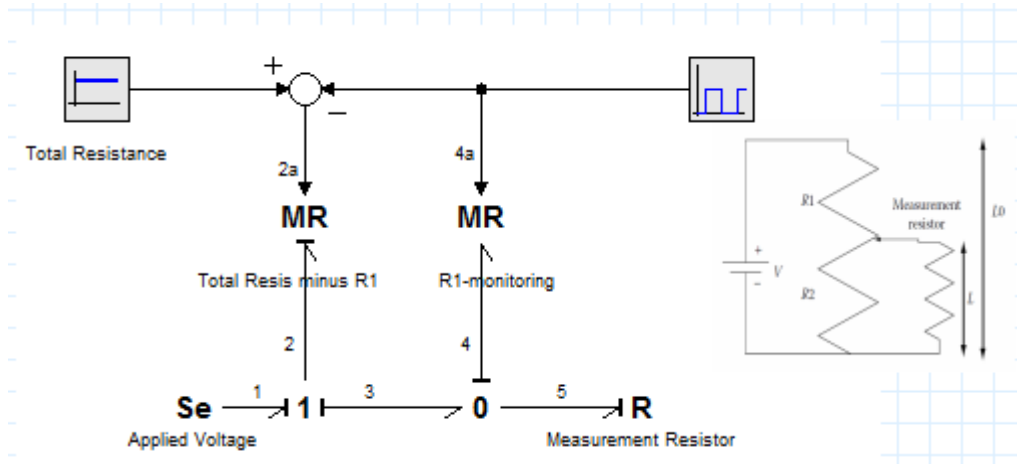 +
−
Total Resistance
2a
4a
MR
MR
Total Resis minus R1
R1-monitoring
2
4
Se
1
1
3
0
5
R
Applied Voltage
Measurement Resistor
R1
Measurement
resistor
L0
+
V
−
R2
L